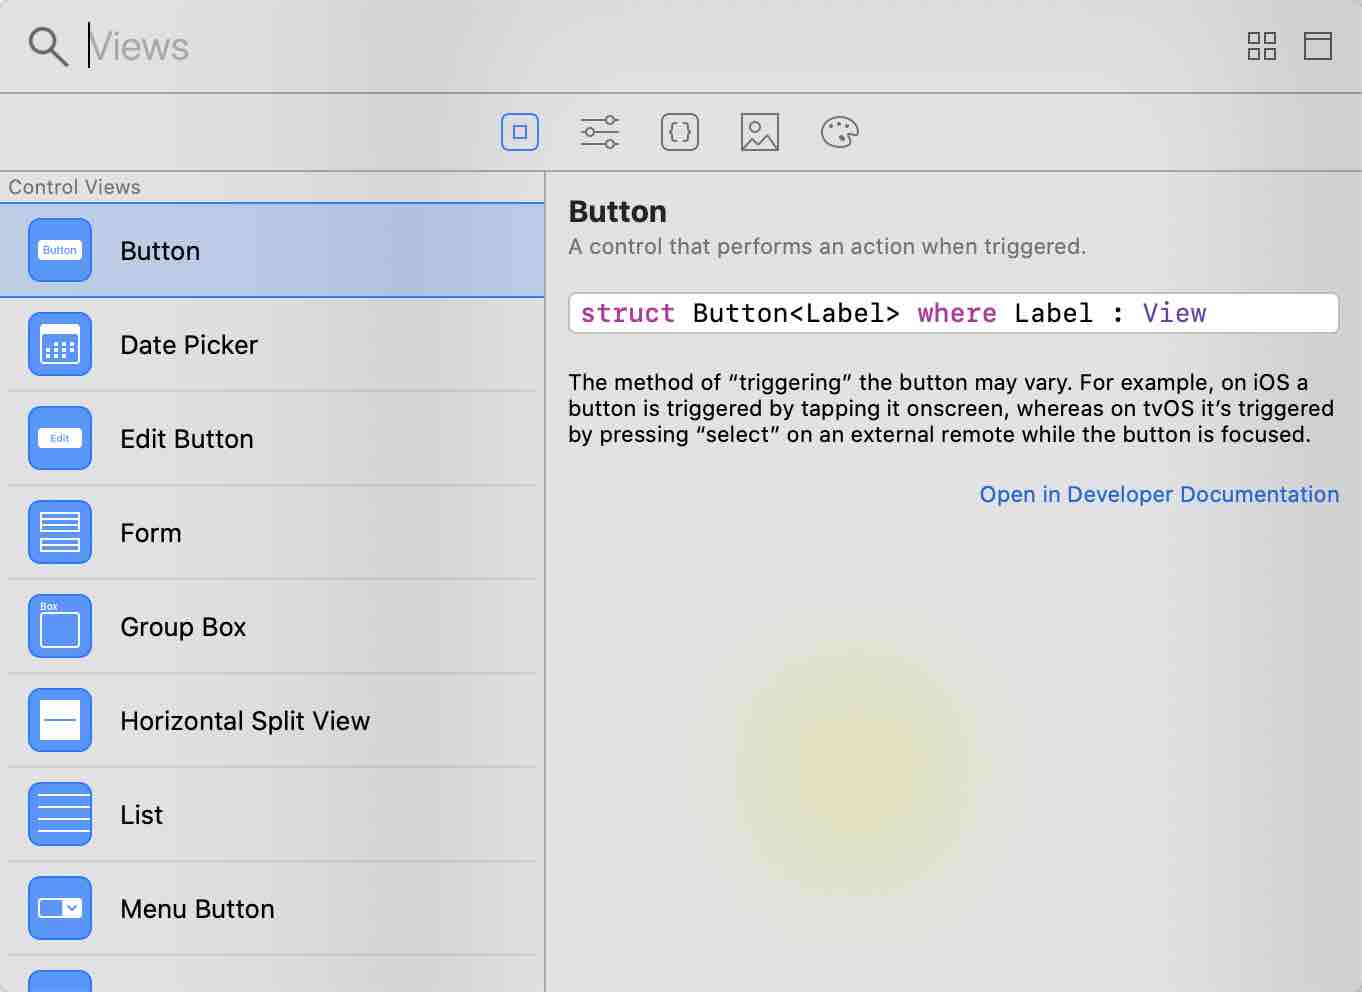 Views
Control Views
Button
Button
Date Picker
Edit
Edit Button
Form
Box
Group Box
Horizontal Split View
List
Menu Button
Button
A control that performs an action when triggered.
struct Button<Label> where Label : View
The method of “triggering” the button may vary. For example, on iOS a
button is triggered by tapping it onscreen, whereas on tvOS it’s triggered
by pressing “select” on an external remote while the button is focused.
Open in Developer Documentation